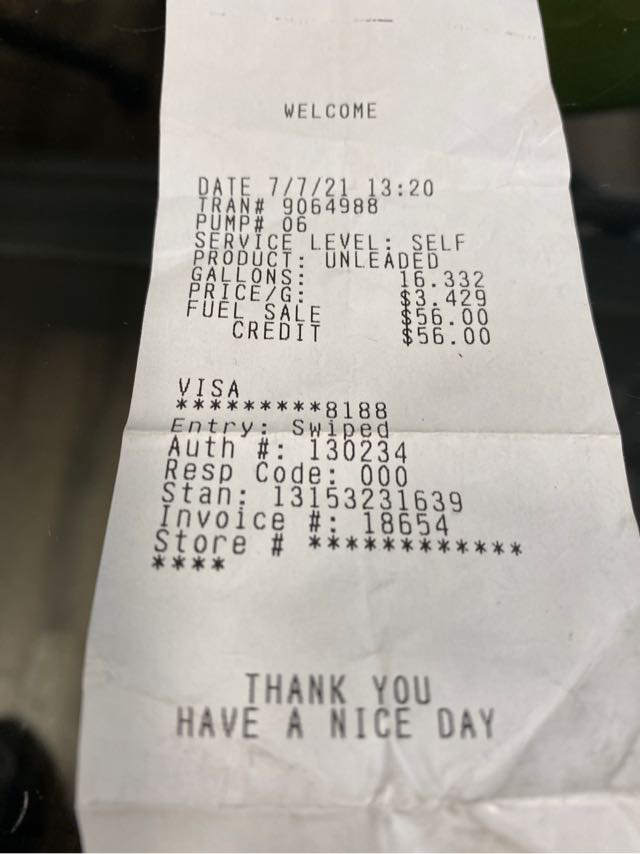 WELCOME
DATE 7/7/21 13:20
TRAN# 9064988
PUMP# 06
SERVICE LEVEL: SELF
PRODUCT: UNLEADED
GALLONS: 16.332
PRICE/G: $3.429
FUEL SALE $56.00
CREDIT $56.00
VISA
*********8188
Entry: Swiped
Auth #: 130234
Resp Code: 000
Stan: 13153231639
Invoice #: 18654
Store # ************
****
THANK YOU
HAVE A NICE DAY